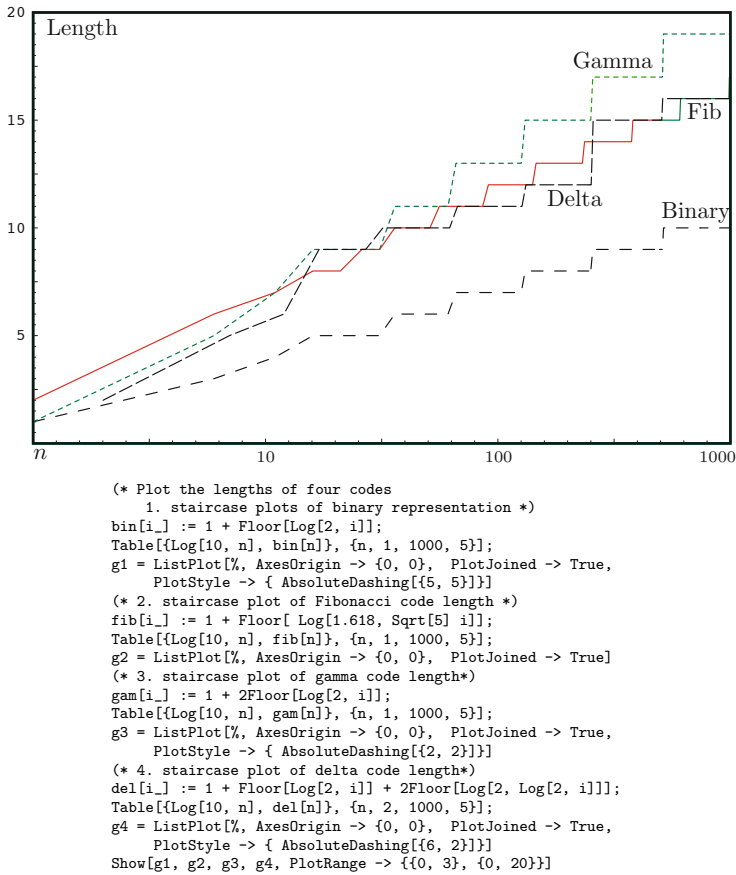 20
Length
Gamma
15
Fib
Delta
Binary
10
5
n
10
100
1000
(* Plot the lengths of four codes
1. staircase plots of binary representation *)
bin[i_] := 1 + Floor[Log[2, i]];
Table[{Log[10, n], bin[n]}, {n, 1, 1000, 5}];
g1 = ListPlot[%, AxesOrigin -> {0, 0}, PlotJoined -> True,
PlotStyle -> { AbsoluteDashing[{5, 5}]}]
(* 2. staircase plot of Fibonacci code length *)
fib[i_] := 1 + Floor[ Log[1.618, Sqrt[5] i]];
Table[{Log[10, n], fib[n]}, {n, 1, 1000, 5}];
g2 = ListPlot[%, AxesOrigin -> {0, 0}, PlotJoined -> True]
(* 3. staircase plot of gamma code length*)
gam[i_] := 1 + 2Floor[Log[2, i]];
Table[{Log[10, n], gam[n]}, {n, 1, 1000, 5}];
g3 = ListPlot[%, AxesOrigin -> {0, 0}, PlotJoined -> True,
PlotStyle -> { AbsoluteDashing[{2, 2}]}]
(* 4. staircase plot of delta code length*)
del[i_] := 1 + Floor[Log[2, i]] + 2Floor[Log[2, Log[2, i]]];
Table[{Log[10, n], del[n]}, {n, 2, 1000, 5}];
g4 = ListPlot[%, AxesOrigin -> {0, 0}, PlotJoined -> True,
PlotStyle -> { AbsoluteDashing[{6, 2}]}]
Show[g1, g2, g3, g4, PlotRange -> {{0, 3}, {0, 20}}]